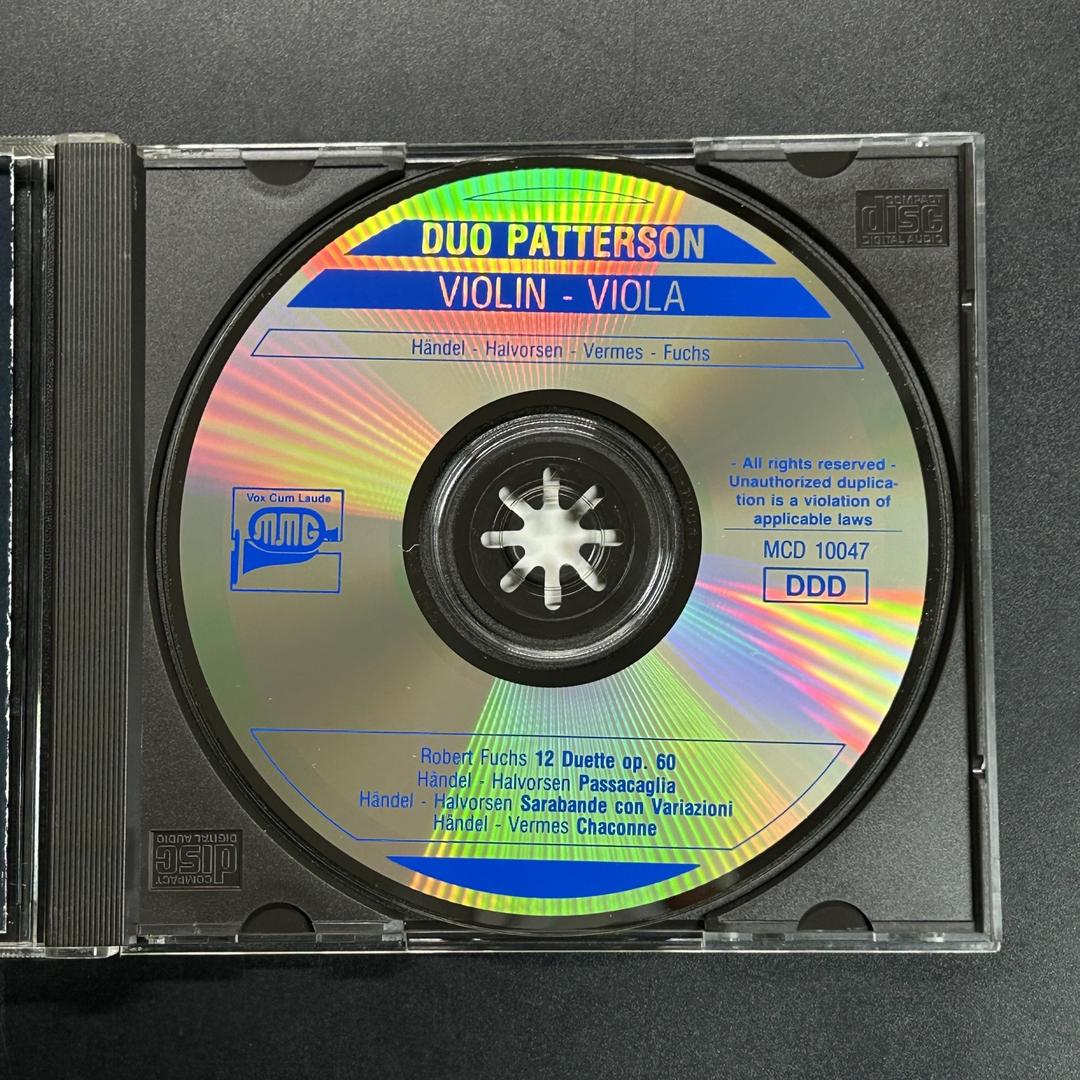 COMPACT
disc
DIGITAL AUDIO
DUO PATTERSON
VIOLIN - VIOLA
Händel - Halvorsen - Vermes - Fuchs
Vox Cum Laude
MMG
- All rights reserved -
Unauthorized duplica-
tion is a violation of
applicable laws
MCD 10047
DDD
Robert Fuchs 12 Duette op. 60
Händel - Halvorsen Passacaglia
Händel - Halvorsen Sarabande con Variazioni
Händel - Vermes Chaconne
COMPACT
disc
DIGITAL AUDIO